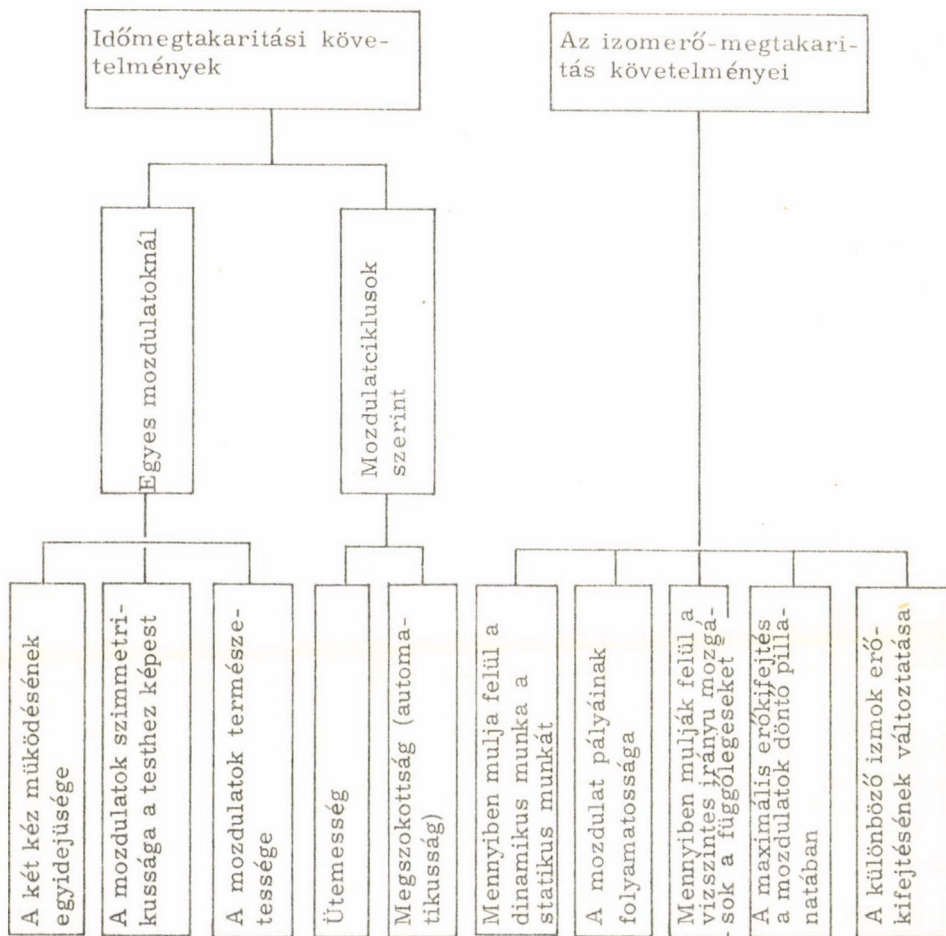 Időmegtakaritási köve-
telmények
Az izomerő-megtakari-
tás követelményei
Egyes mozdulatoknál
Mozdulatciklusok
szerint
A két kéz müködésének
egyidejüsége
A mozdulatok szimmetri-
kussága a testhez képest
A mozdulatok természe-
tessége
Ütemesség
Megszokottság (automa-
tikusság)
Mennyiben mulja felül a
dinamikus munka a
statikus munkát
A mozdulat pályáinak
folyamatossága
Mennyiben mulják felül a
vizszintes irányu mozgá-
sok a függőlegeseket
A maximális erőkifejtés
a mozdulatok döntő pilla-
natában
A különböző izmok erő-
kifejtésének változtatása